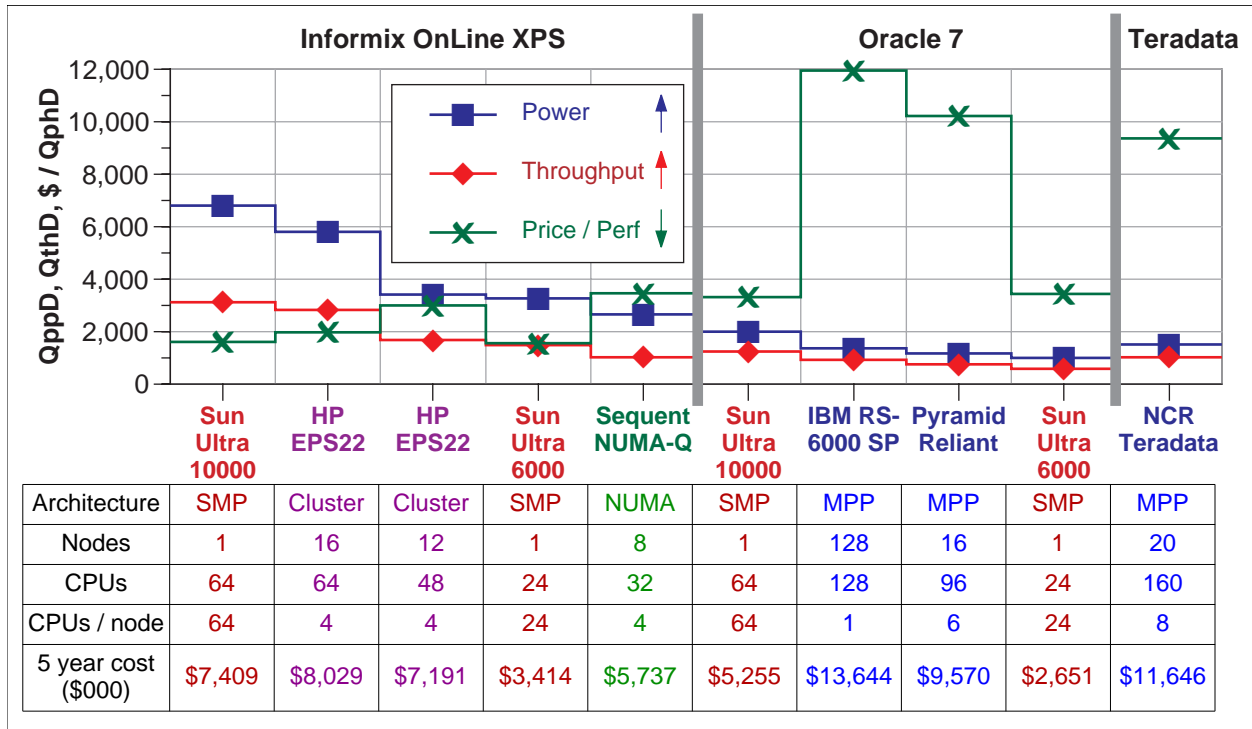 Informix OnLine XPS Oracle 7 Teradata
QppD, QthD, $ / QphD
12,000
10,000
8,000
6,000
4,000
2,000
0
Power
Throughput
Price / Perf
Sun Ultra 10000
HP EPS22
HP EPS22
Sun Ultra 6000
Sequent NUMA-Q
Sun Ultra 10000
IBM RS-6000 SP
Pyramid Reliant
Sun Ultra 6000
NCR Teradata
Architecture SMP Cluster Cluster SMP NUMA SMP MPP MPP SMP MPP
Nodes 1 16 12 1 8 1 128 16 1 20
CPUs 64 64 48 24 32 64 128 96 24 160
CPUs / node 64 4 4 24 4 64 1 6 24 8
5 year cost ($000) $7,409 $8,029 $7,191 $3,414 $5,737 $5,255 $13,644 $9,570 $2,651 $11,646